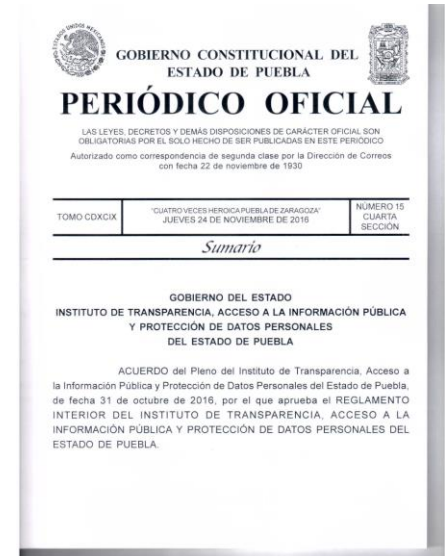 GOBIERNO CONSTITUCIONAL DEL
ESTADO DE PUEBLA
PERIÓDICO OFICIAL
LAS LEYES, DECRETOS Y DEMÁS DISPOSICIONES DE CARÁCTER OFICIAL SON
OBLIGATORIAS POR EL SOLO HECHO DE SER PUBLICADAS EN ESTE PERIÓDICO
Autorizado como correspondencia de segunda clase por la Dirección de Correos
con fecha 22 de noviembre de 1930
TOMO CDXCIX
"CUATRO VECES HEROICA PUEBLA DE ZARAGOZA"
JUEVES 24 DE NOVIEMBRE DE 2016
NÚMERO 15
CUARTA
SECCIÓN
Sumario
GOBIERNO DEL ESTADO
INSTITUTO DE TRANSPARENCIA, ACCESO A LA INFORMACIÓN PÚBLICA
Y PROTECCIÓN DE DATOS PERSONALES
DEL ESTADO DE PUEBLA
ACUERDO del Pleno del Instituto de Transparencia, Acceso a
la Información Pública y Protección de Datos Personales del Estado de Puebla,
de fecha 31 de octubre de 2016, por el que aprueba el REGLAMENTO
INTERIOR DEL INSTITUTO DE TRANSPARENCIA, ACCESO A LA
INFORMACIÓN PÚBLICA Y PROTECCIÓN DE DATOS PERSONALES DEL
ESTADO DE PUEBLA.